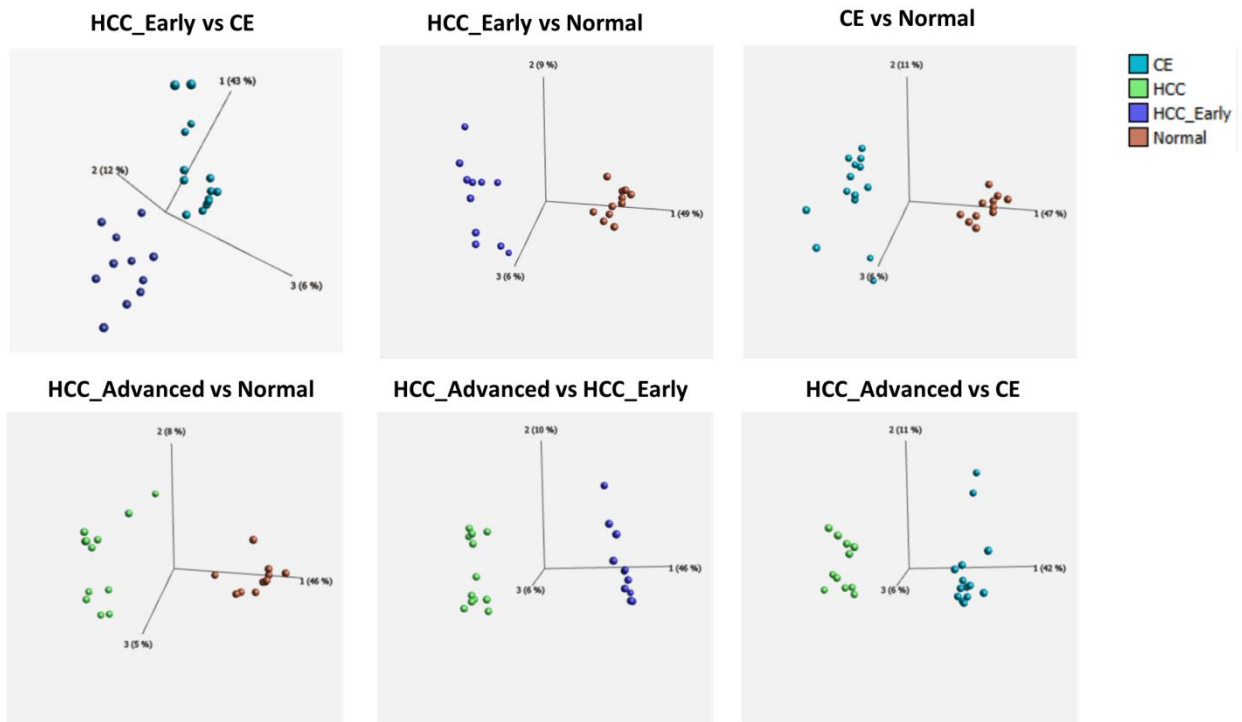 HCC_Early vs CE
HCC_Early vs Normal
CE vs Normal
1 (43 %)
2 (12 %)
3 (6 %)
2 (9 %)
1 (49 %)
3 (6 %)
2 (11 %)
1 (47 %)
3 (6 %)
CE
HCC
HCC_Early
Normal
HCC_Advanced vs Normal
HCC_Advanced vs HCC_Early
HCC_Advanced vs CE
2 (8 %)
1 (46 %)
3 (5 %)
2 (10 %)
1 (46 %)
3 (6 %)
2 (11 %)
1 (42 %)
3 (6 %)